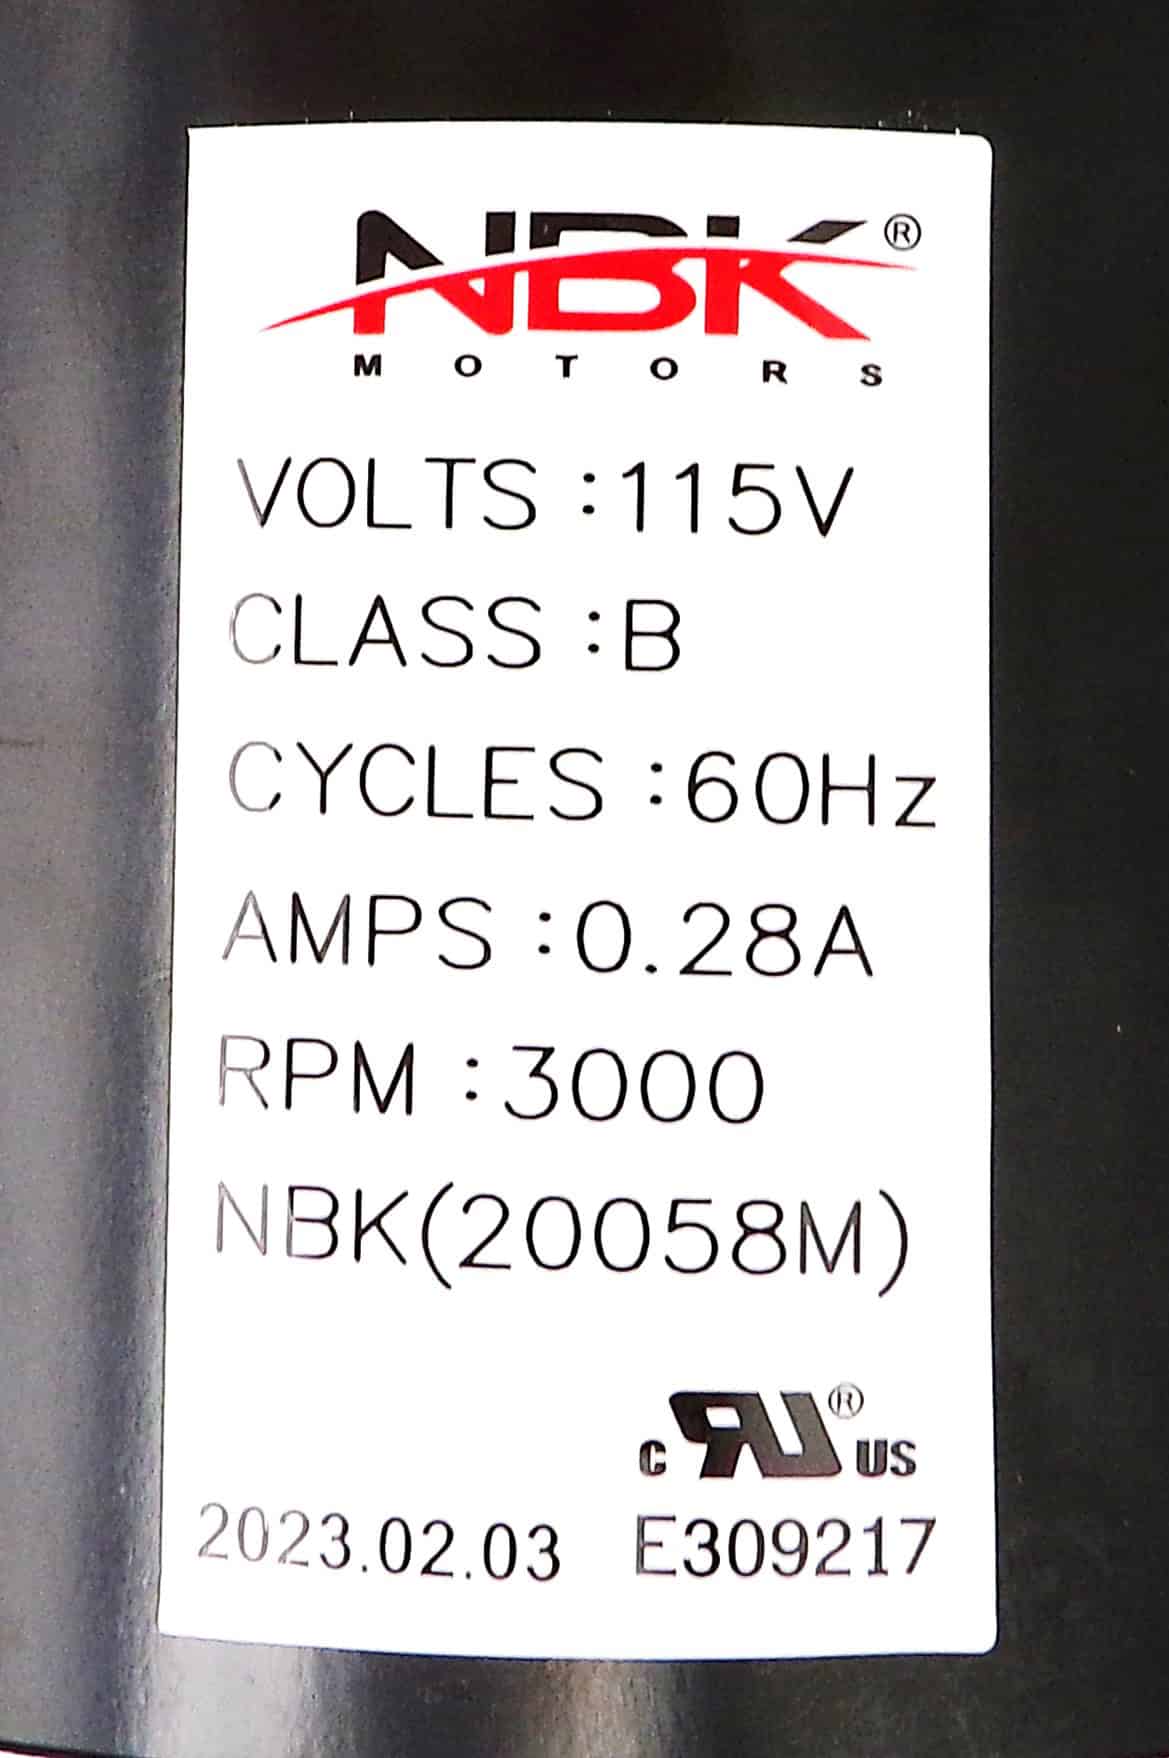 NBK®
MOTORS
VOLTS :115V
CLASS :B
CYCLES :60Hz
AMPS :0.28A
RPM :3000
NBK(20058M)
c RU® US
2023.02.03 E309217